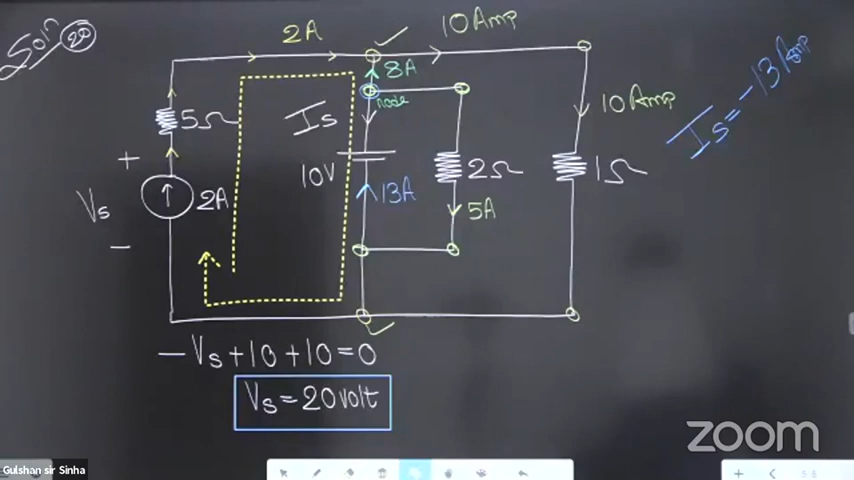 Soln 20
2A
10 Amp
8A
node
5Ω
Is
10 Amp
Is = -13 Amp
+
10V
2Ω
1Ω
Vs
2A
13A
5A
-
-Vs+10+10=0
Vs = 20 volt
zoom
Gulshan sir Sinha